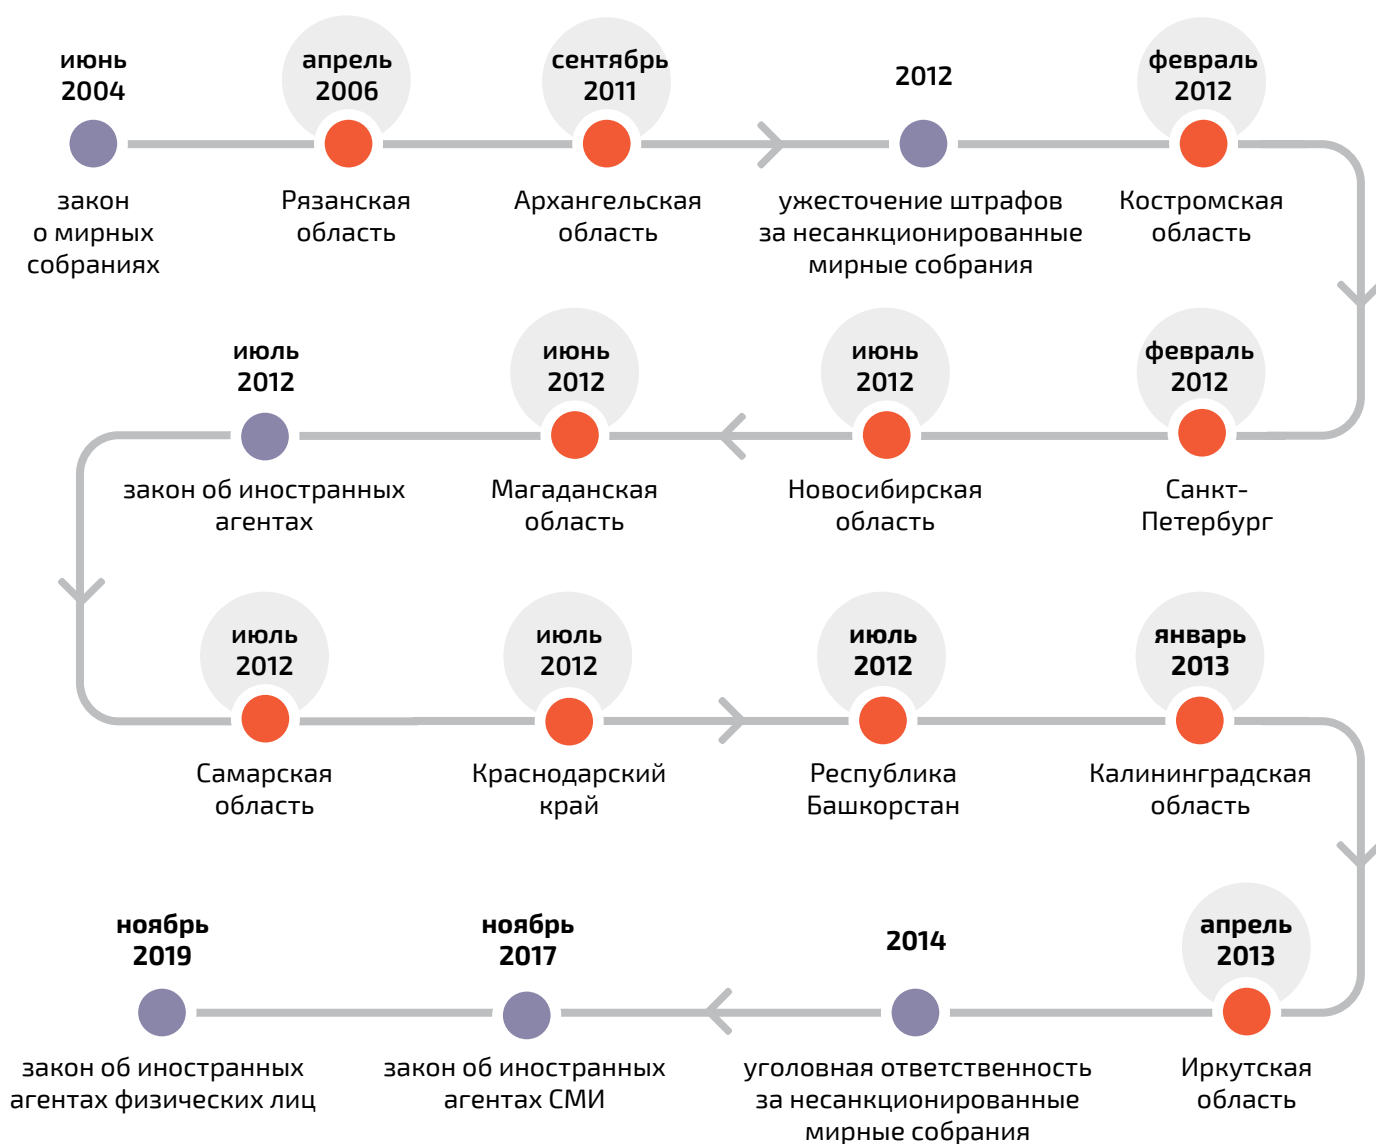 июнь
2004
закон
о мирных
собраниях
апрель
2006
Рязанская
область
сентябрь
2011
Архангельская
область
2012
ужесточение штрафов
за несанкционированные
мирные собрания
февраль
2012
Костромская
область
февраль
2012
Санкт-
Петербург
июнь
2012
Новосибирская
область
июнь
2012
Магаданская
область
июль
2012
закон об иностранных
агентах
июль
2012
Самарская
область
июль
2012
Краснодарский
край
июль
2012
Республика
Башкорстан
январь
2013
Калининградская
область
апрель
2013
Иркутская
область
2014
уголовная ответственность
за несанкционированные
мирные собрания
ноябрь
2017
закон об иностранных
агентах СМИ
ноябрь
2019
закон об иностранных
агентах физических лиц